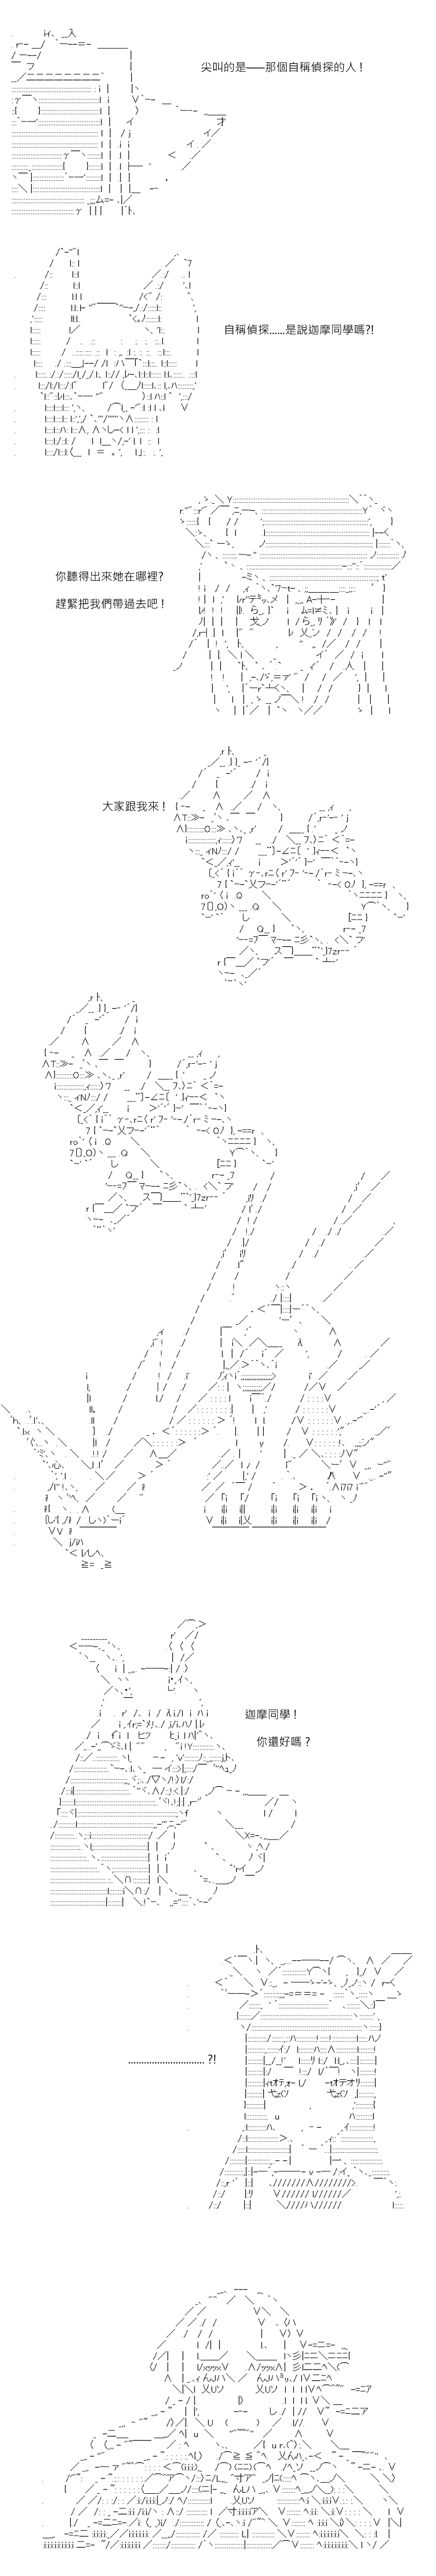 尖叫的是——那個自稱偵探的人！
自稱偵探......是說迦摩同學嗎?!
你聽得出來她在哪裡?
趕緊把我們帶過去吧！
大家跟我來！
迦摩同學！
你還好嗎？
.............................. ?!